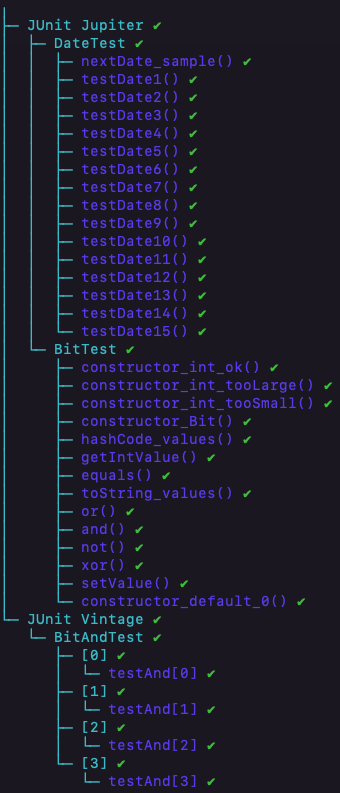 JUnit Jupiter ✔
DateTest ✔
nextDate_sample() ✔
testDate1() ✔
testDate2() ✔
testDate3() ✔
testDate4() ✔
testDate5() ✔
testDate6() ✔
testDate7() ✔
testDate8() ✔
testDate9() ✔
testDate10() ✔
testDate11() ✔
testDate12() ✔
testDate13() ✔
testDate14() ✔
testDate15() ✔
BitTest ✔
constructor_int_ok() ✔
constructor_int_tooLarge() ✔
constructor_int_tooSmall() ✔
constructor_Bit() ✔
hashCode_values() ✔
getIntValue() ✔
equals() ✔
toString_values() ✔
or() ✔
and() ✔
not() ✔
xor() ✔
setValue() ✔
constructor_default_0() ✔
JUnit Vintage ✔
BitAndTest ✔
[0] ✔
testAnd[0] ✔
[1] ✔
testAnd[1] ✔
[2] ✔
testAnd[2] ✔
[3] ✔
testAnd[3] ✔